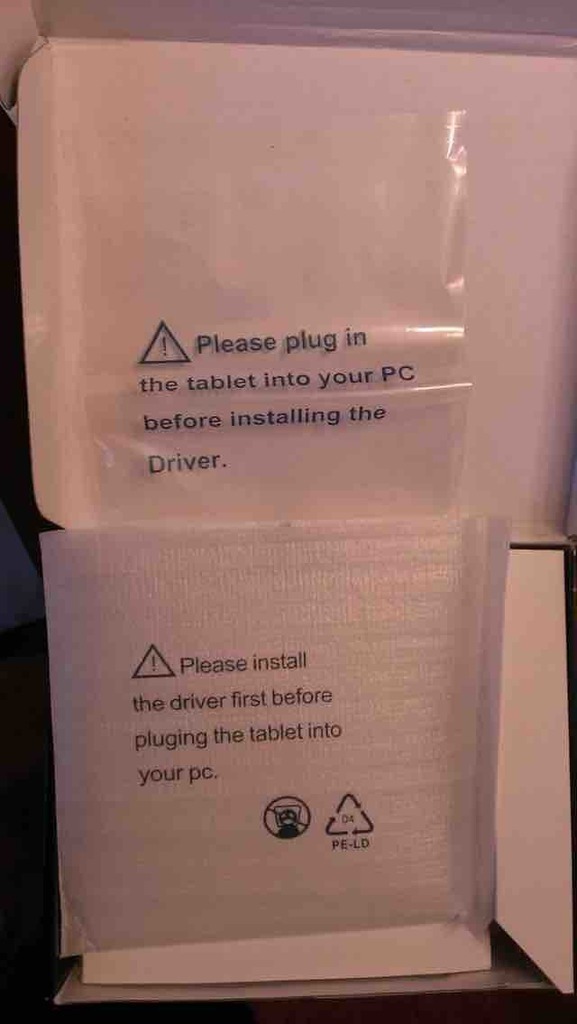 Please plug in
the tablet into your PC
before installing the
Driver.
Please install
the driver first before
pluging the tablet into
your pc.
04
PE-LD